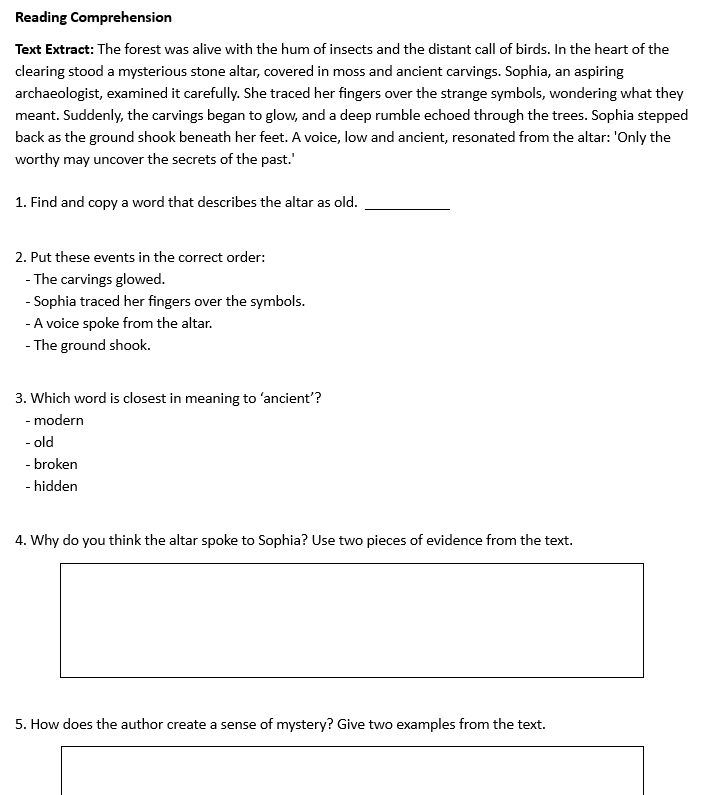 Reading Comprehension
Text Extract: The forest was alive with the hum of insects and the distant call of birds. In the heart of the
clearing stood a mysterious stone altar, covered in moss and ancient carvings. Sophia, an aspiring
archaeologist, examined it carefully. She traced her fingers over the strange symbols, wondering what they
meant. Suddenly, the carvings began to glow, and a deep rumble echoed through the trees. Sophia stepped
back as the ground shook beneath her feet. A voice, low and ancient, resonated from the altar: 'Only the
worthy may uncover the secrets of the past.'
1. Find and copy a word that describes the altar as old. ___________
2. Put these events in the correct order:
- The carvings glowed.
- Sophia traced her fingers over the symbols.
- A voice spoke from the altar.
- The ground shook.
3. Which word is closest in meaning to ‘ancient’?
- modern
- old
- broken
- hidden
4. Why do you think the altar spoke to Sophia? Use two pieces of evidence from the text.
5. How does the author create a sense of mystery? Give two examples from the text.